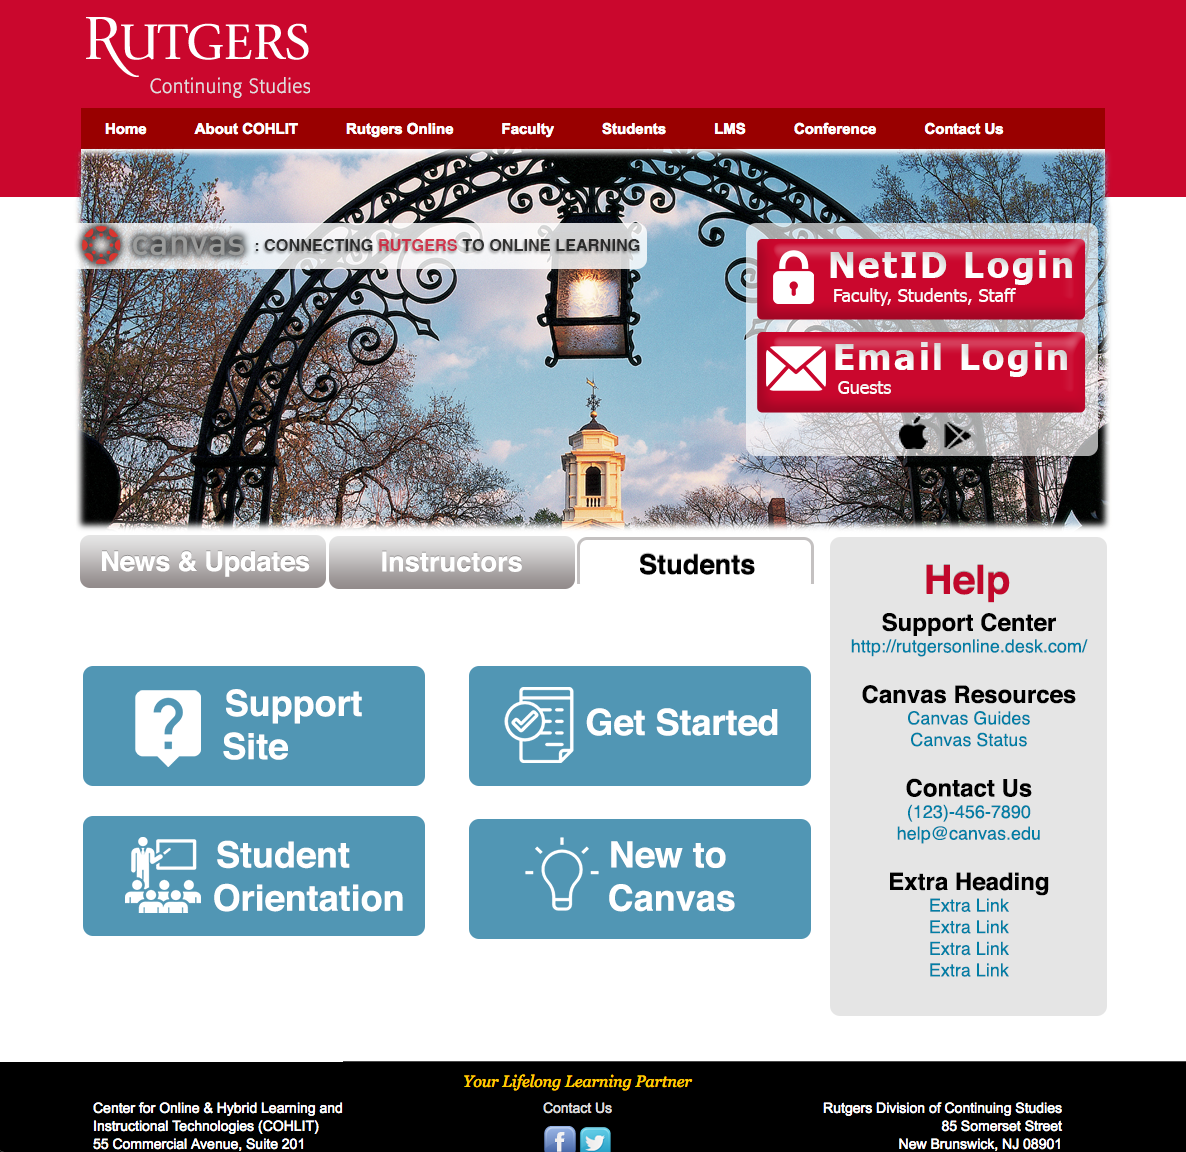 RUTGERS
Continuing Studies
Home About COHLIT Rutgers Online Faculty Students LMS Conference Contact Us
canvas : CONNECTING RUTGERS TO ONLINE LEARNING
NetID Login
Faculty, Students, Staff
Email Login
Guests
News & Updates Instructors Students
Support
Site
Get Started
Student
Orientation
New to
Canvas
Help
Support Center
http://rutgersonline.desk.com/
Canvas Resources
Canvas Guides
Canvas Status
Contact Us
(123)-456-7890
help@canvas.edu
Extra Heading
Extra Link
Extra Link
Extra Link
Extra Link
Your Lifelong Learning Partner
Center for Online & Hybrid Learning and
Instructional Technologies (COHLIT)
55 Commercial Avenue, Suite 201
Contact Us
Rutgers Division of Continuing Studies
85 Somerset Street
New Brunswick, NJ 08901